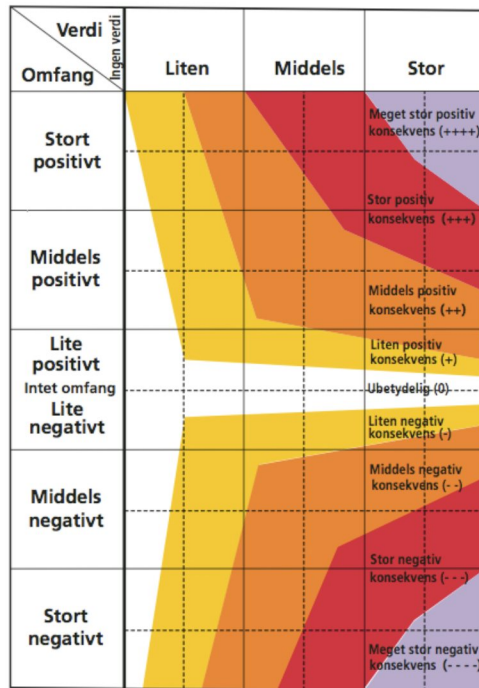 Verdi
Omfang
Ingen verdi
Liten
Middels
Stor
Stort
positivt
Meget stor positiv
konsekvens (++++)
Stor positiv
konsekvens (+++)
Middels
positivt
Middels positiv
konsekvens (++)
Lite
positivt
Liten positiv
konsekvens (+)
Intet omfang
Ubetydelig (0)
Lite
negativt
Liten negativ
konsekvens (-)
Middels
negativt
Middels negativ
konsekvens (- -)
Stor negativ
konsekvens (- - -)
Stort
negativt
Meget stor negativ
konsekvens (- - - -)